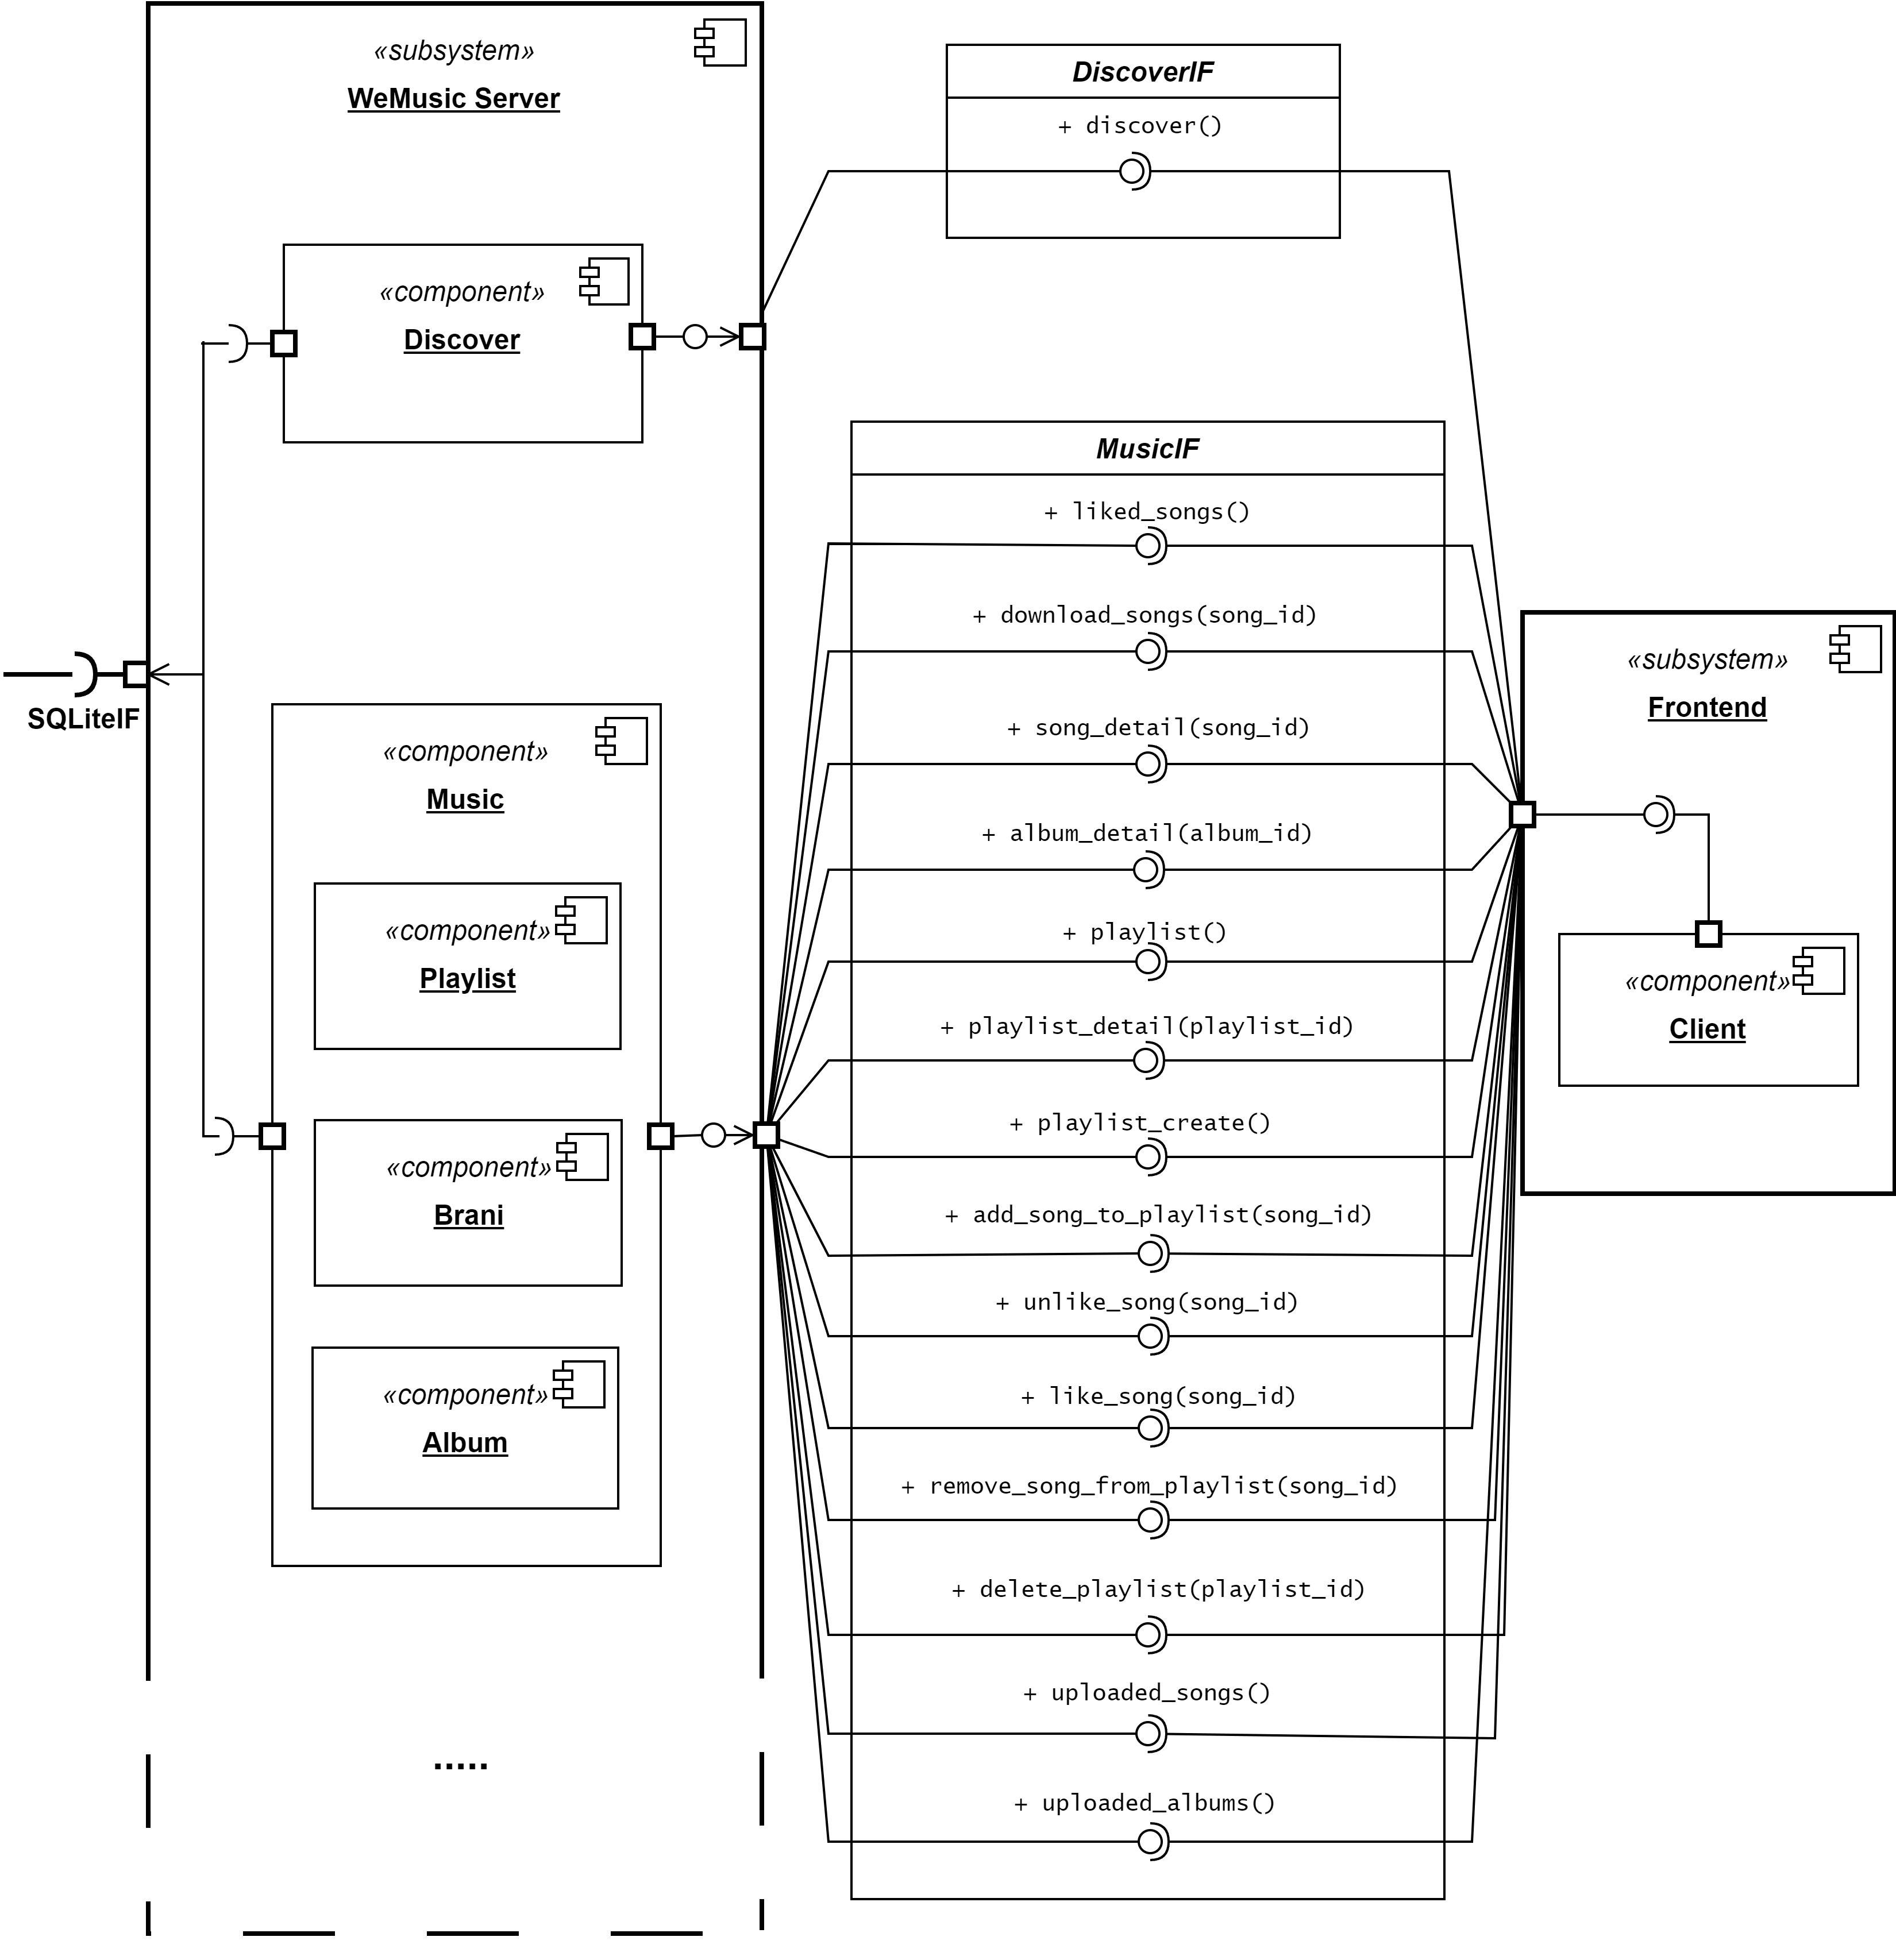 «subsystem»
WeMusic Server
DiscoverIF
+ discover()
«component»
Discover
MusicIF
+ liked_songs()
+ download_songs(song_id)
«subsystem»
Frontend
SQLiteIF
+ song_detail(song_id)
«component»
Music
+ album_detail(album_id)
«component»
Playlist
+ playlist()
«component»
Client
+ playlist_detail(playlist_id)
+ playlist_create()
«component»
Brani
+ add_song_to_playlist(song_id)
+ unlike_song(song_id)
«component»
Album
+ like_song(song_id)
+ remove_song_from_playlist(song_id)
+ delete_playlist(playlist_id)
+ uploaded_songs()
.....
+ uploaded_albums()